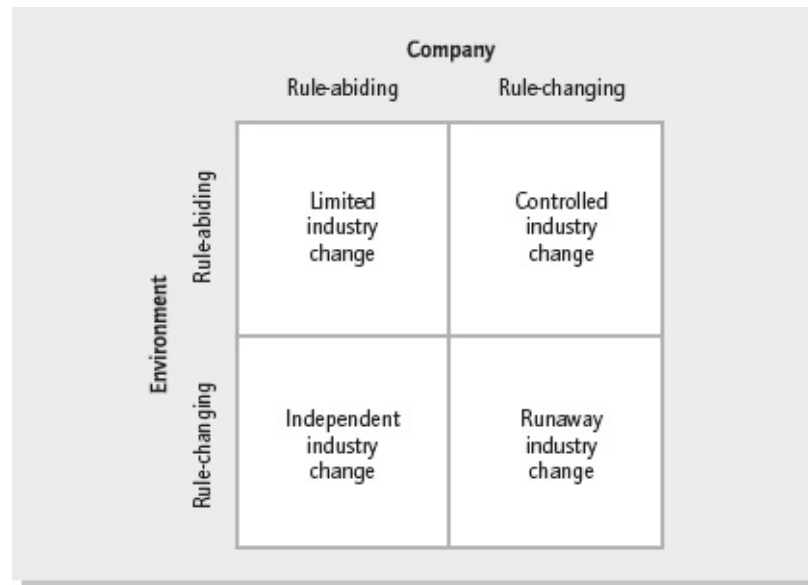 Company
Rule-abiding
Rule-changing
Environment
Rule-abiding
Limited
industry
change
Controlled
industry
change
Rule-changing
Independent
industry
change
Runaway
industry
change